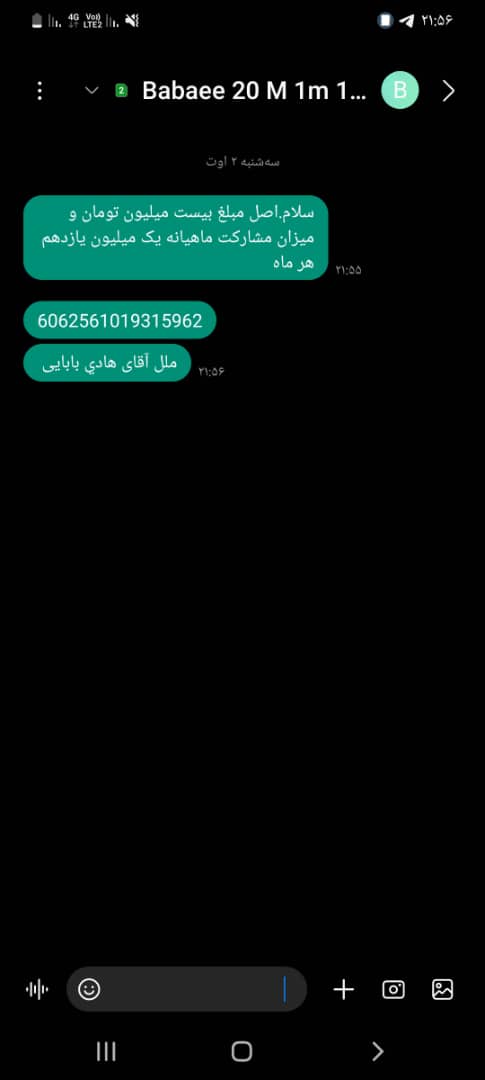 4G
Vo))
LTE2
۲۱:۵۶
2
Babaee 20 M 1m 1...
B
سه‌شنبه ۲ اوت
سلام.اصل مبلغ بیست میلیون تومان و
میزان مشارکت ماهیانه یک میلیون یازدهم
هر ماه
۲۱:۵۵
6062561019315962
ملل آقای هادي بابایی
۲۱:۵۶